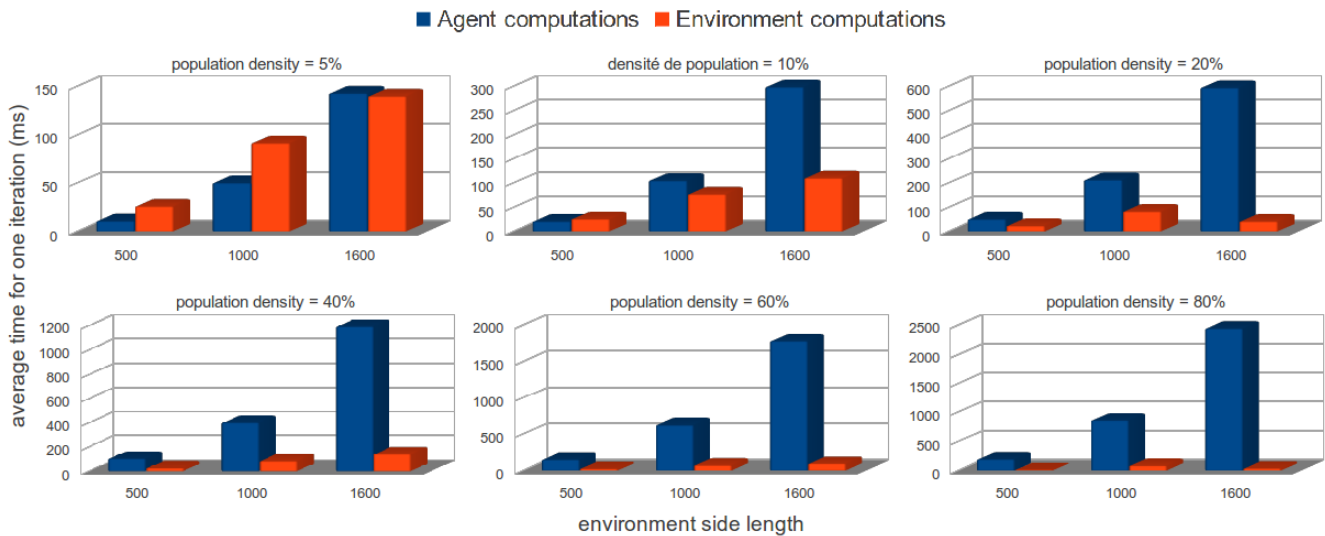 Agent computations Environment computations
average time for one iteration (ms)
population density = 5%
150
100
50
0
500 1000 1600
densité de population = 10%
300
250
200
150
100
50
0
500 1000 1600
population density = 20%
600
500
400
300
200
100
0
500 1000 1600
population density = 40%
1200
1000
800
600
400
200
0
500 1000 1600
population density = 60%
2000
1500
1000
500
0
500 1000 1600
population density = 80%
2500
2000
1500
1000
500
0
500 1000 1600
environment side length